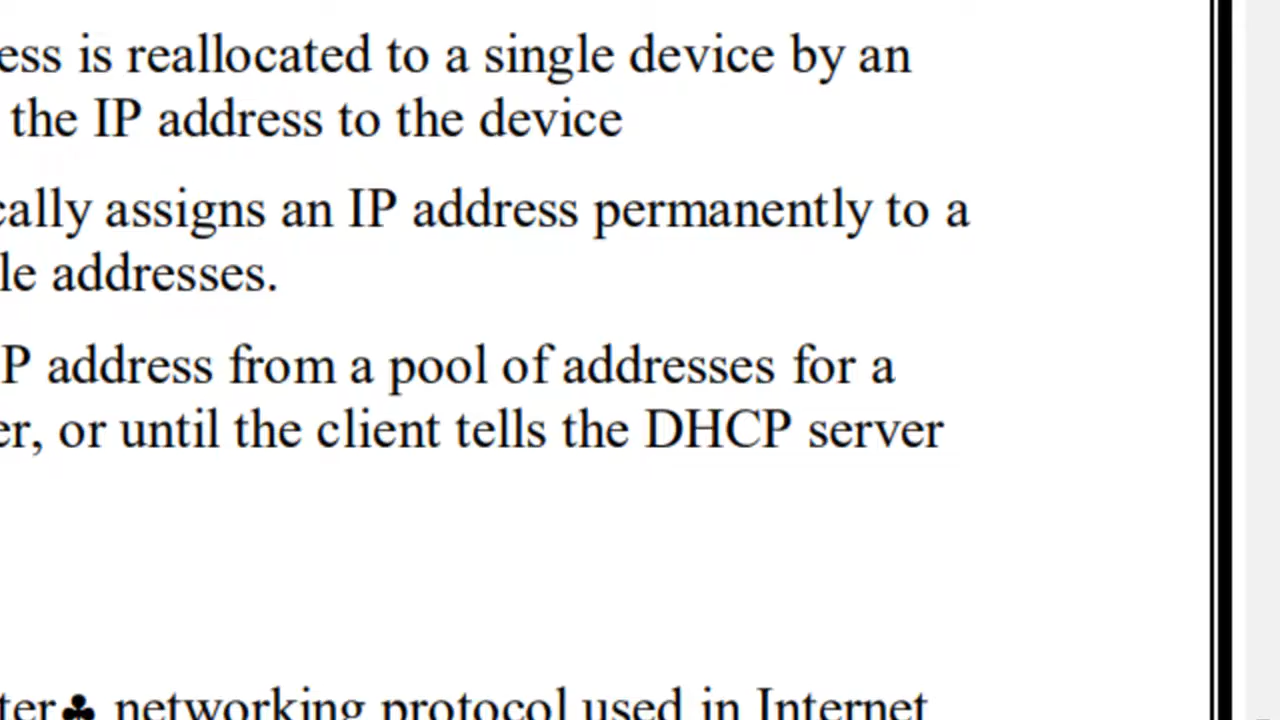 ess is reallocated to a single device by an
the IP address to the device
cally assigns an IP address permanently to a
le addresses.
P address from a pool of addresses for a
er, or until the client tells the DHCP server
ter♣ networking protocol used in Internet